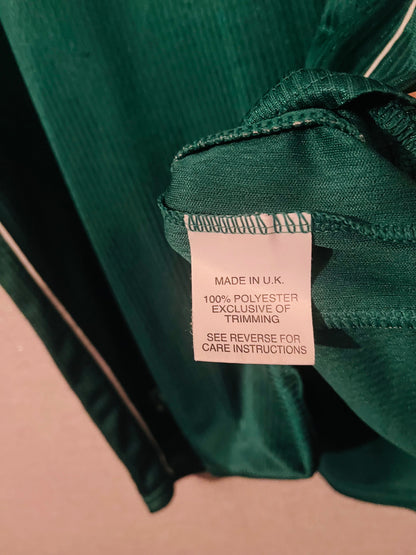 MADE IN U.K.
100% POLYESTER
EXCLUSIVE OF
TRIMMING
SEE REVERSE FOR
CARE INSTRUCTIONS